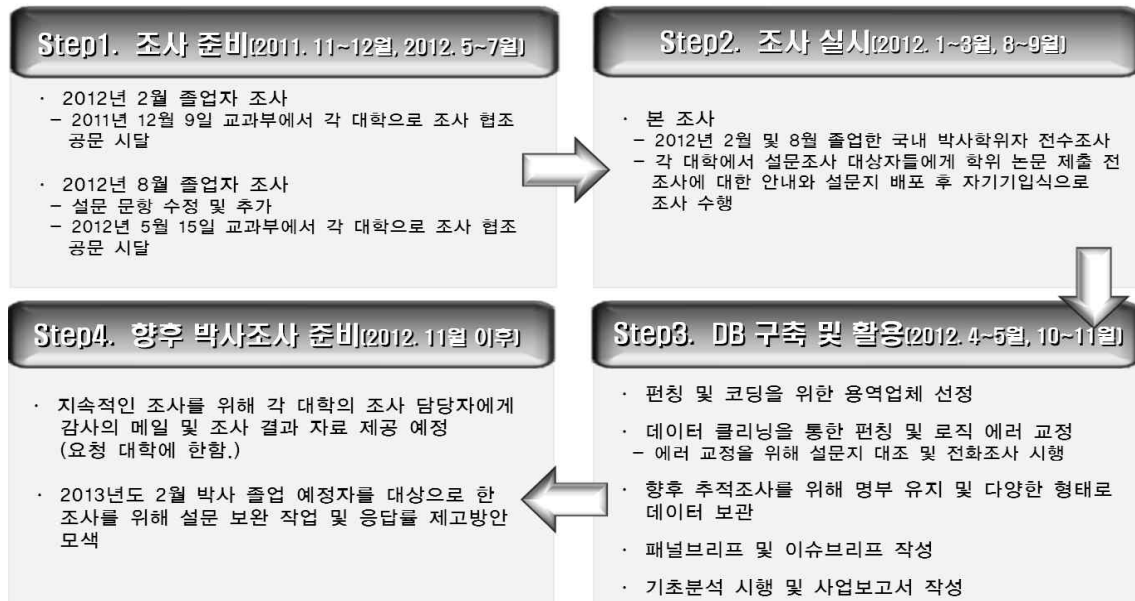 Step1. 조사 준비(2011. 11~12월, 2012. 5~7월)
· 2012년 2월 졸업자 조사
– 2011년 12월 9일 교과부에서 각 대학으로 조사 협조
공문 시달
· 2012년 8월 졸업자 조사
– 설문 문항 수정 및 추가
– 2012년 5월 15일 교과부에서 각 대학으로 조사 협조
공문 시달
Step2. 조사 실시(2012. 1~3월, 8~9월)
· 본 조사
– 2012년 2월 및 8월 졸업한 국내 박사학위자 전수조사
– 각 대학에서 설문조사 대상자들에게 학위 논문 제출 전
조사에 대한 안내와 설문지 배포 후 자기기입식으로
조사 수행
Step3. DB 구축 및 활용(2012. 4~5월, 10~11월)
· 펀칭 및 코딩을 위한 용역업체 선정
· 데이터 클리닝을 통한 펀칭 및 로직 에러 교정
– 에러 교정을 위해 설문지 대조 및 전화조사 시행
· 향후 추적조사를 위해 명부 유지 및 다양한 형태로
데이터 보관
· 패널브리프 및 이슈브리프 작성
· 기초분석 시행 및 사업보고서 작성
Step4. 향후 박사조사 준비(2012. 11월 이후)
· 지속적인 조사를 위해 각 대학의 조사 담당자에게
감사의 메일 및 조사 결과 자료 제공 예정
(요청 대학에 한함.)
· 2013년도 2월 박사 졸업 예정자를 대상으로 한
조사를 위해 설문 보완 작업 및 응답률 제고방안
모색